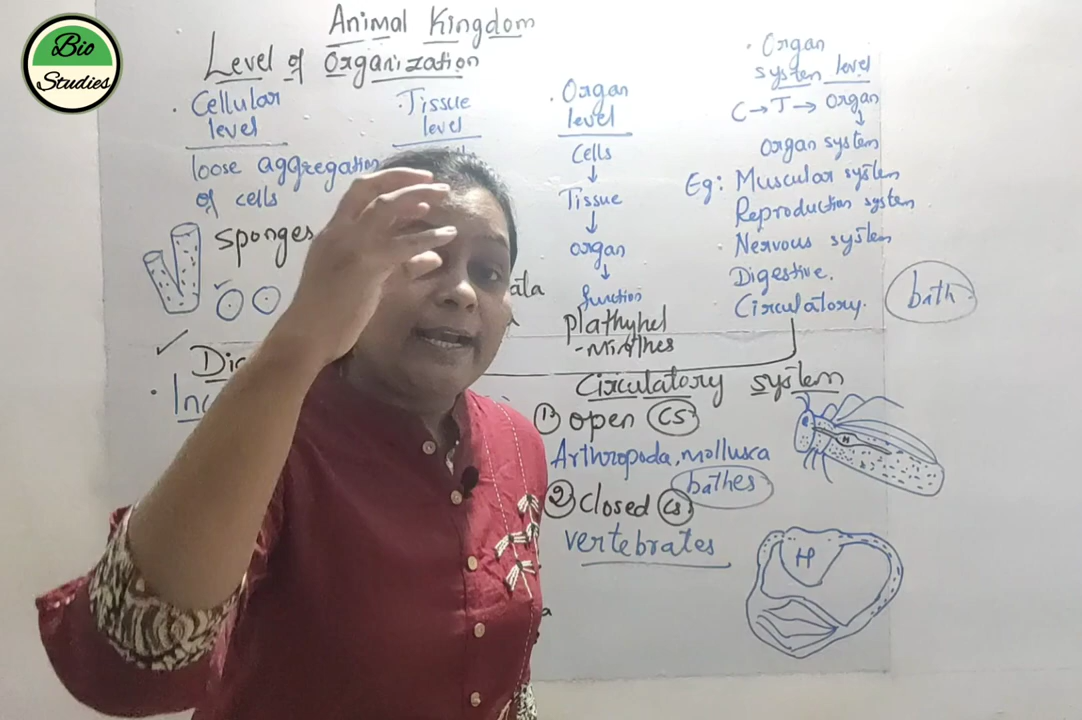 Bio
Studies
Animal Kingdom
Level of Organization
· Cellular
level
loose aggregation
of cells
sponges
· Tissue
level
· Organ
level
Cells
↓
Tissue
↓
organ
↓
function
plathyhel
-minthes
· Organ
system level
C → T → Organ
↓
Organ system
Eg: Muscular system
Reproduction system
Nervous system
Digestive.
Circulatory.
bath
Circulatory system
1) open CS
Arthropoda, mollusca
bathes
2) Closed CS
vertebrates
H
H